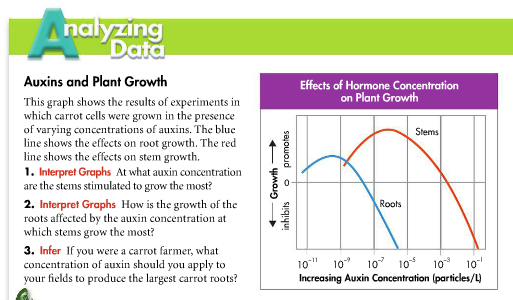 Analyzing
Data
Auxins and Plant Growth
This graph shows the results of experiments in
which carrot cells were grown in the presence
of varying concentrations of auxins. The blue
line shows the effects on root growth. The red
line shows the effects on stem growth.
1. Interpret Graphs At what auxin concentration
are the stems stimulated to grow the most?
2. Interpret Graphs How is the growth of the
roots affected by the auxin concentration at
which stems grow the most?
3. Infer If you were a carrot farmer, what
concentration of auxin should you apply to
your fields to produce the largest carrot roots?
Effects of Hormone Concentration
on Plant Growth
Growth
promotes
0
inhibits
Stems
Roots
10⁻¹¹ 10⁻⁹ 10⁻⁷ 10⁻⁵ 10⁻³ 10⁻¹
Increasing Auxin Concentration (particles/L)